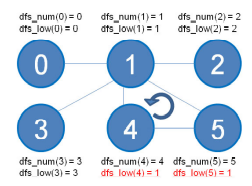 dfs_num(0) = 0 dfs_num(1) = 1 dfs_num(2) = 2
dfs_low(0) = 0 dfs_low(1) = 1 dfs_low(2) = 2
0 1 2
3 4 5
dfs_num(3) = 3 dfs_num(4) = 4 dfs_num(5) = 5
dfs_low(3) = 3 dfs_low(4) = 1 dfs_low(5) = 1